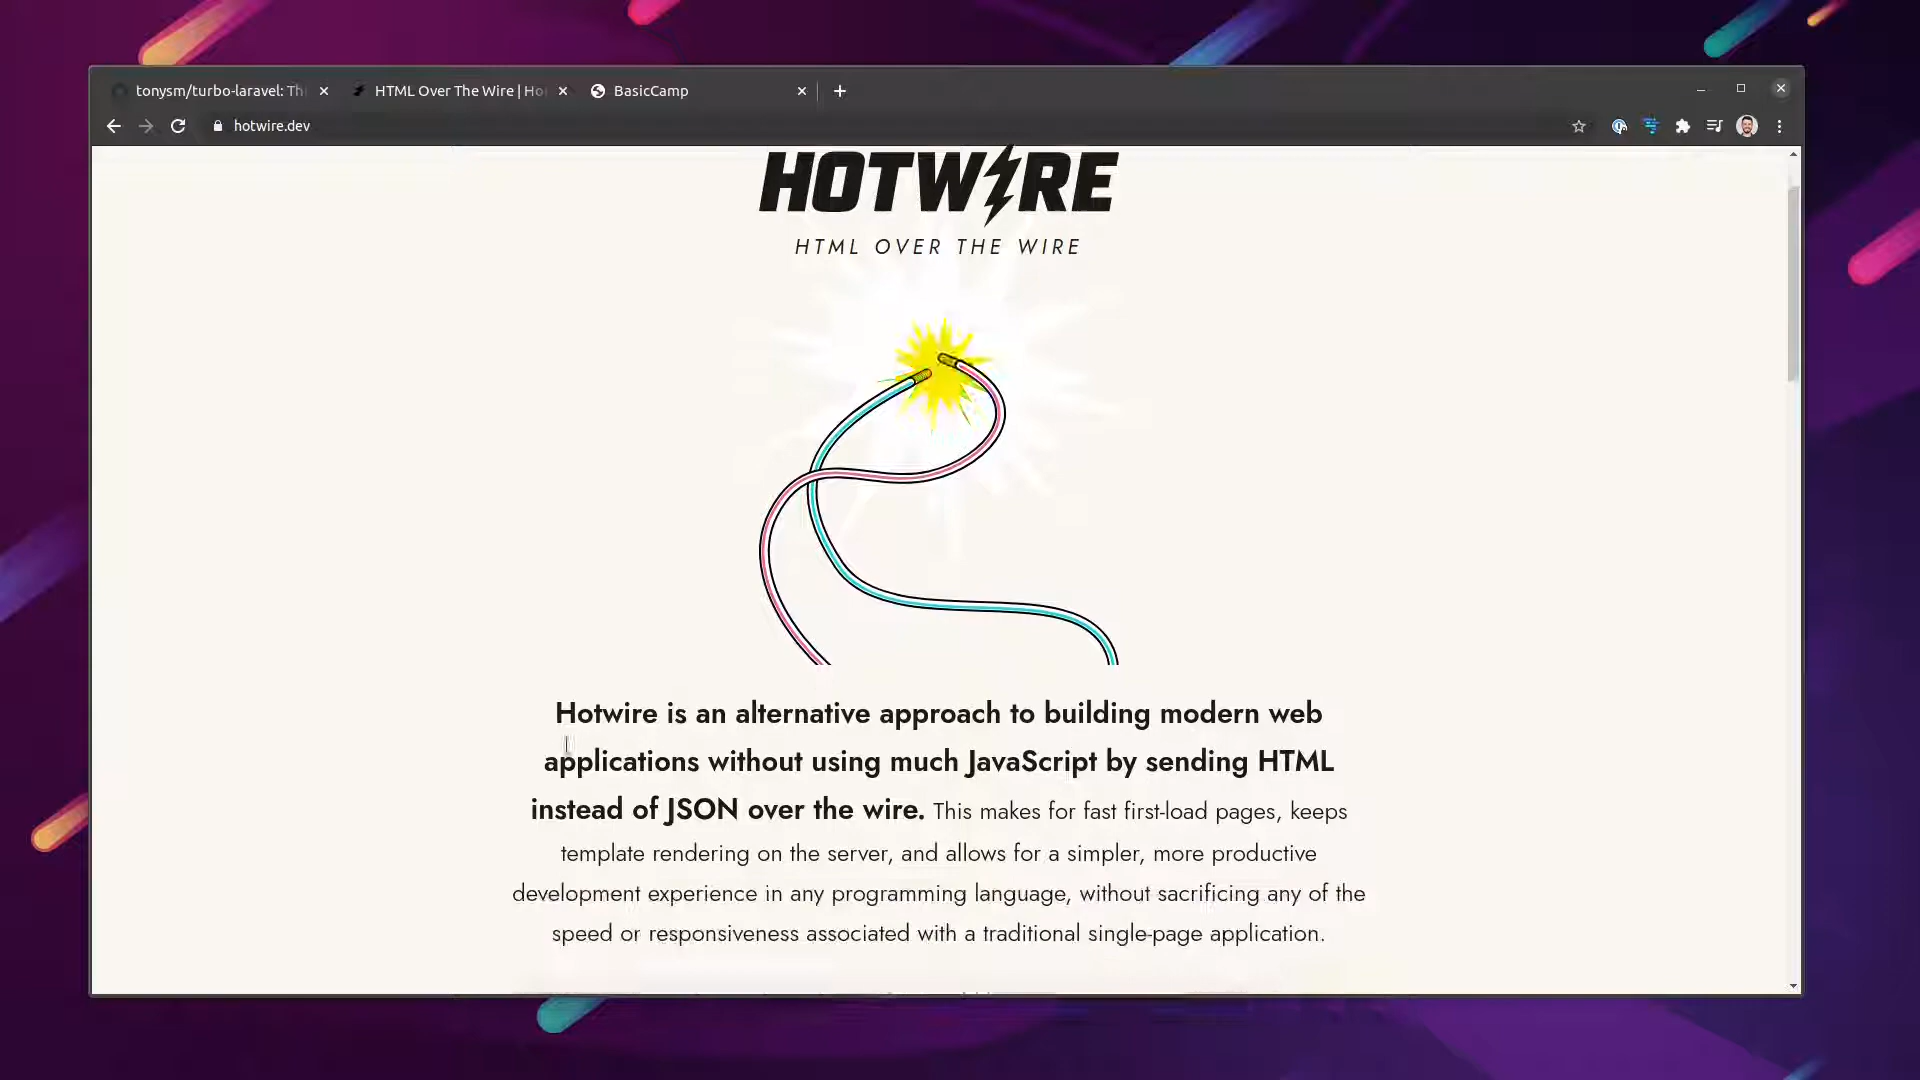 tonysm/turbo-laravel: Th
HTML Over The Wire | Ho
BasicCamp
hotwire.dev
HOTWIRE
HTML OVER THE WIRE
Hotwire is an alternative approach to building modern web
applications without using much JavaScript by sending HTML
instead of JSON over the wire. This makes for fast first-load pages, keeps
template rendering on the server, and allows for a simpler, more productive
development experience in any programming language, without sacrificing any of the
speed or responsiveness associated with a traditional single-page application.